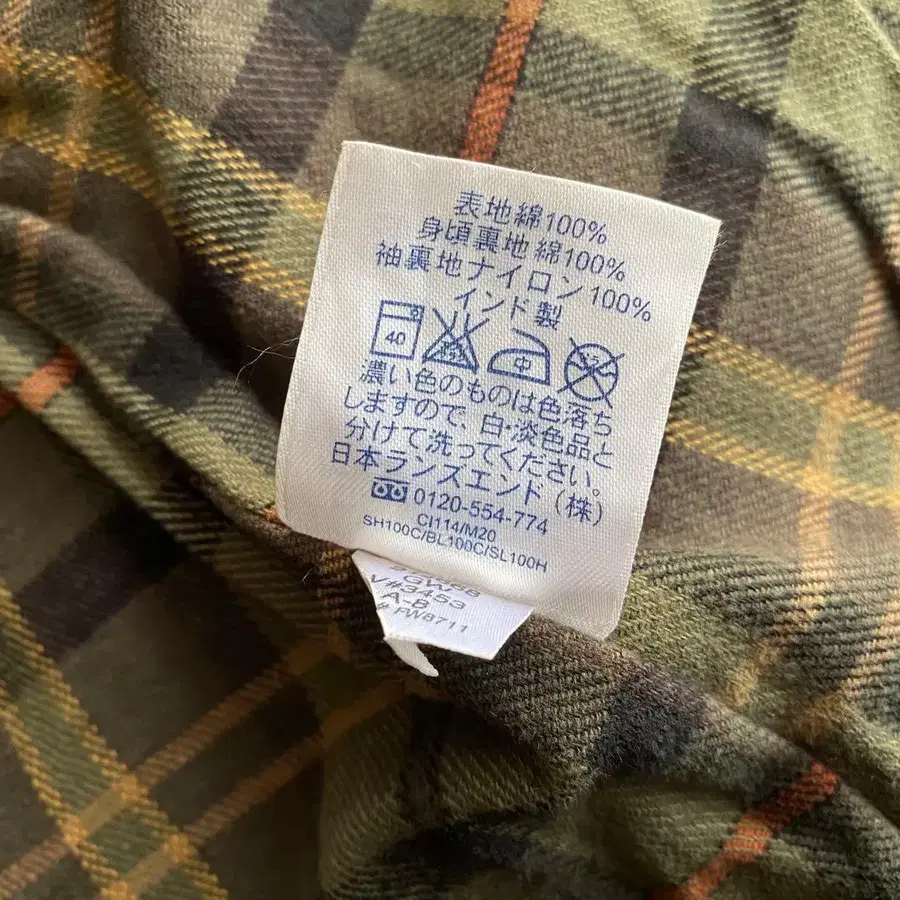 表地綿100%
身頃裏地綿100%
袖裏地ナイロン100%
インド製
40
中
濃い色のものは色落ち
しますので、白・淡色品と
分けて洗ってください。
日本ランズエンド(株)
0120-554-774
CI114/M20
SH100C/BL100C/SL100H
V#3453
A-8
# FW8711